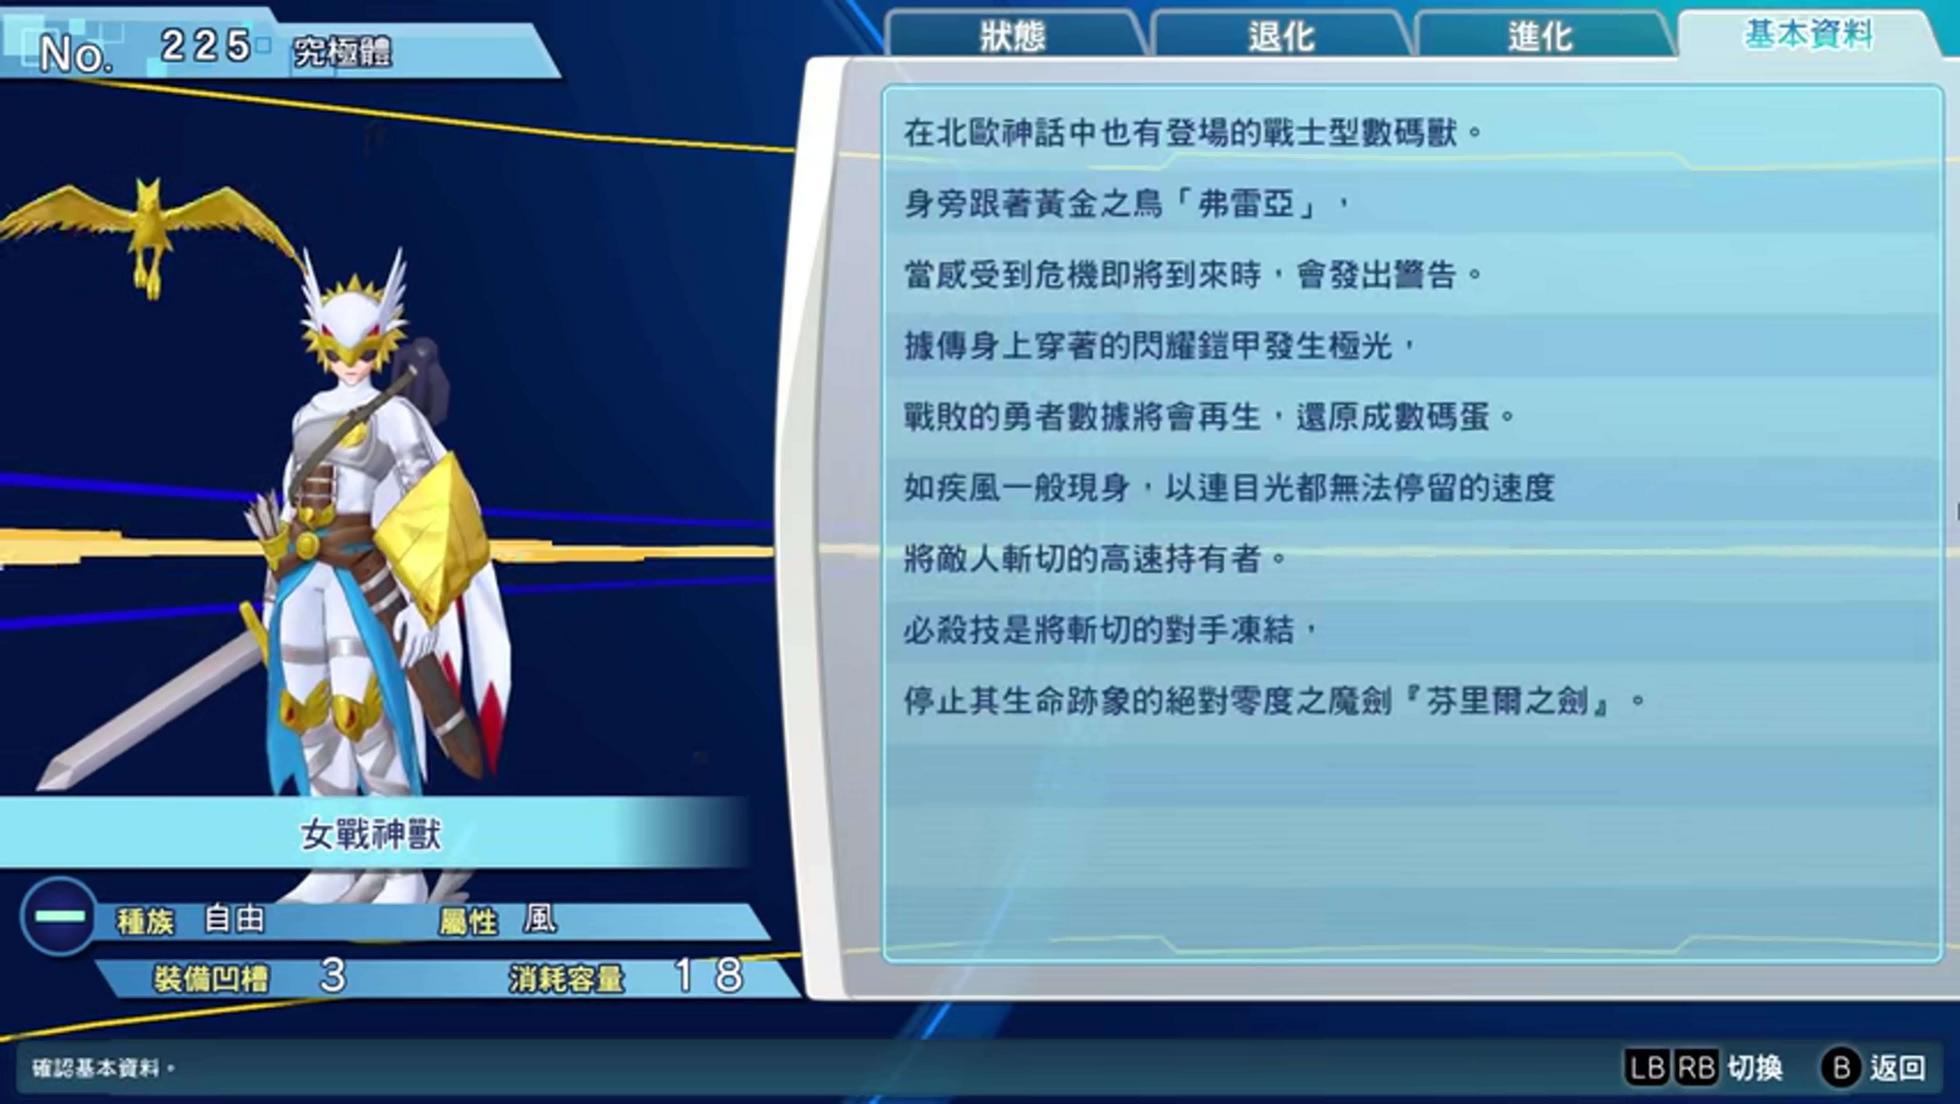 No. 225 究極體
狀態 退化 進化 基本資料
在北歐神話中也有登場的戰士型數碼獸。
身旁跟著黃金之鳥「弗雷亞」，
當感受到危機即將到來時，會發出警告。
據傳身上穿著的閃耀鎧甲發生極光，
戰敗的勇者數據將會再生，還原成數碼蛋。
如疾風一般現身，以連目光都無法停留的速度
將敵人斬切的高速持有者。
必殺技是將斬切的對手凍結，
停止其生命跡象的絕對零度之魔劍『芬里爾之劍』。
女戰神獸
種族 自由 屬性 風
裝備凹槽 3 消耗容量 18
確認基本資料。
LB RB 切換 B 返回